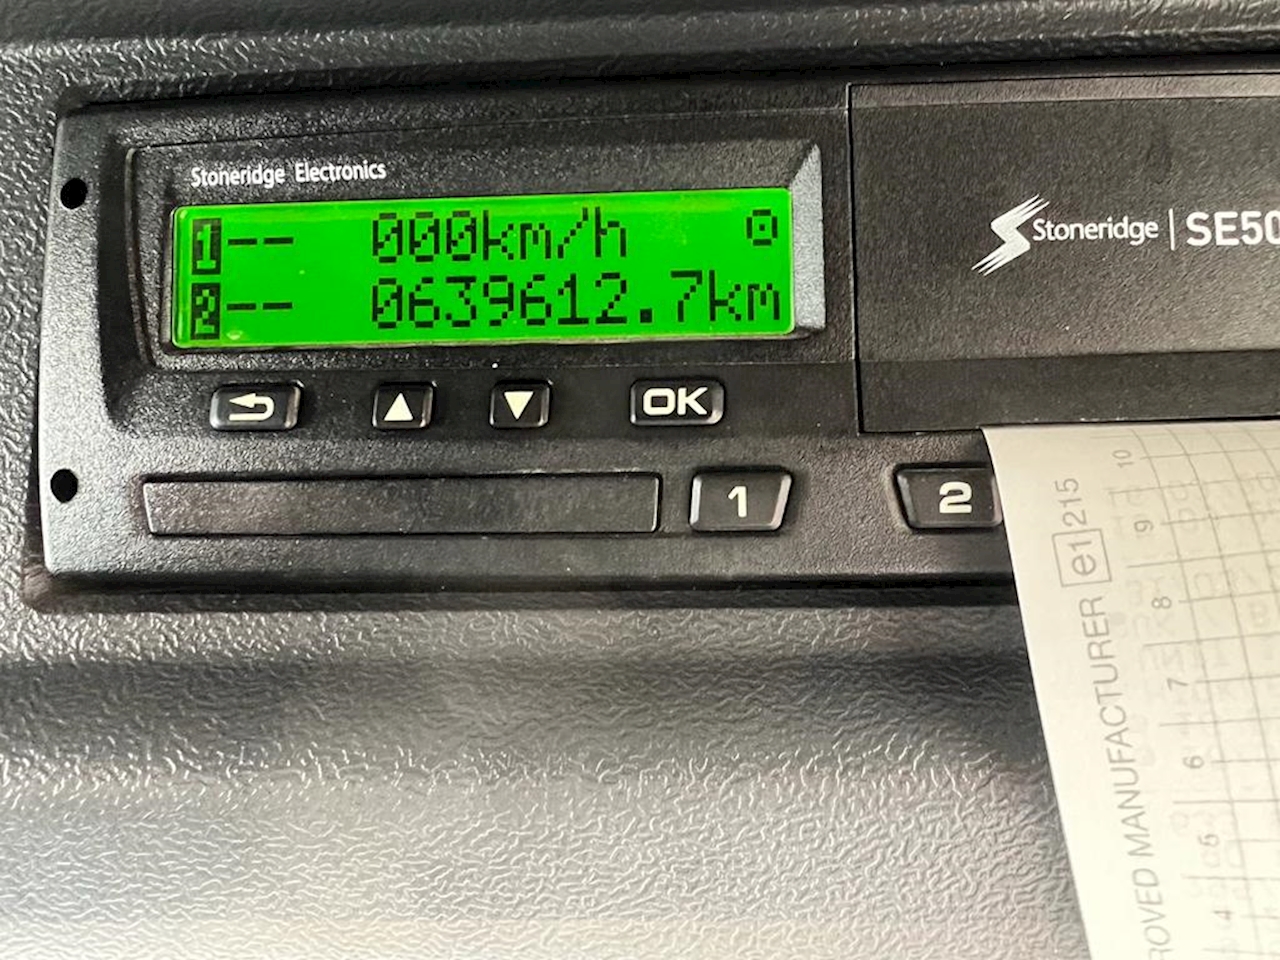 Stoneridge Electronics
1-- 000km/h
2-- 0639612.7km
Stoneridge | SE50
OK
1
2
ROVED MANUFACTURER e1 215
10
9
8
7
6
5
4